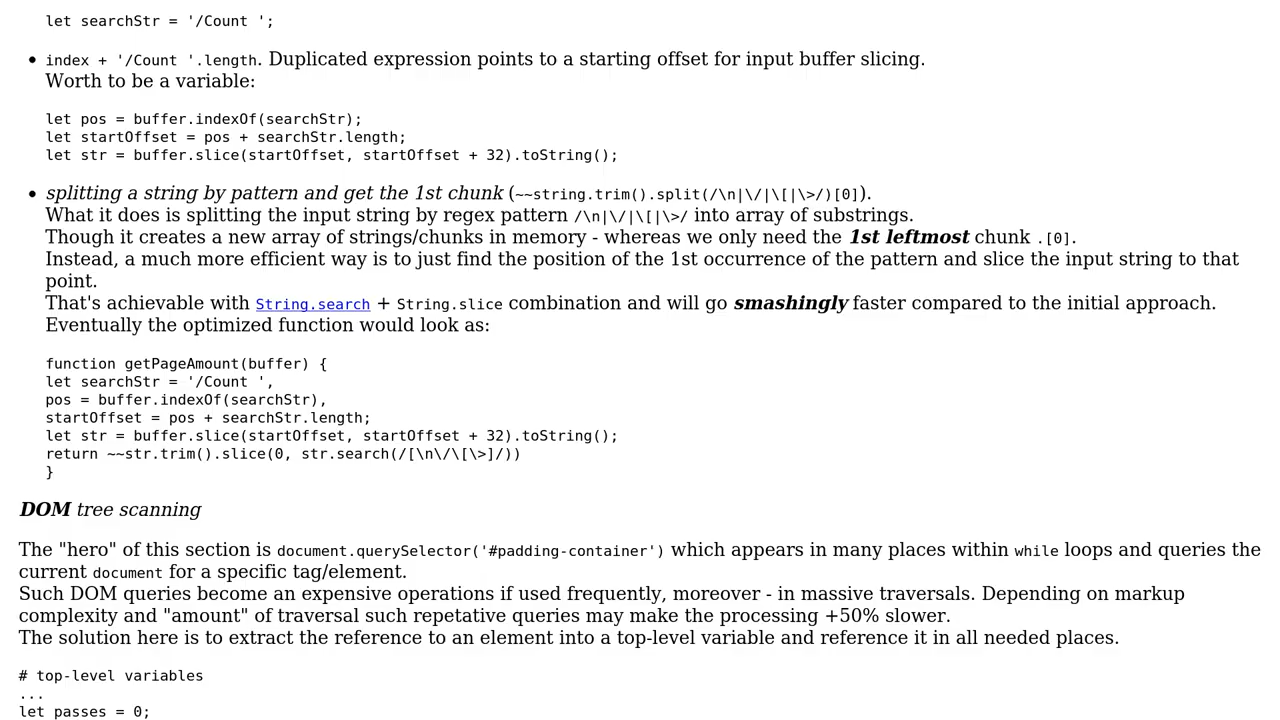 let searchStr = '/Count ';
• index + '/Count '.length. Duplicated expression points to a starting offset for input buffer slicing.
Worth to be a variable:
let pos = buffer.indexOf(searchStr);
let startOffset = pos + searchStr.length;
let str = buffer.slice(startOffset, startOffset + 32).toString();
• splitting a string by pattern and get the 1st chunk (~~string.trim().split(/\n|\/|\[|\>/)[0]).
What it does is splitting the input string by regex pattern /\n|\/|\[|\>/ into array of substrings.
Though it creates a new array of strings/chunks in memory - whereas we only need the 1st leftmost chunk .[0].
Instead, a much more efficient way is to just find the position of the 1st occurrence of the pattern and slice the input string to that
point.
That's achievable with String.search + String.slice combination and will go smashingly faster compared to the initial approach.
Eventually the optimized function would look as:
function getPageAmount(buffer) {
let searchStr = '/Count ',
pos = buffer.indexOf(searchStr),
startOffset = pos + searchStr.length;
let str = buffer.slice(startOffset, startOffset + 32).toString();
return ~~str.trim().slice(0, str.search(/[\n\/\[\>]/))
}
DOM tree scanning
The "hero" of this section is document.querySelector('#padding-container') which appears in many places within while loops and queries the
current document for a specific tag/element.
Such DOM queries become an expensive operations if used frequently, moreover - in massive traversals. Depending on markup
complexity and "amount" of traversal such repetative queries may make the processing +50% slower.
The solution here is to extract the reference to an element into a top-level variable and reference it in all needed places.
# top-level variables
...
let passes = 0;